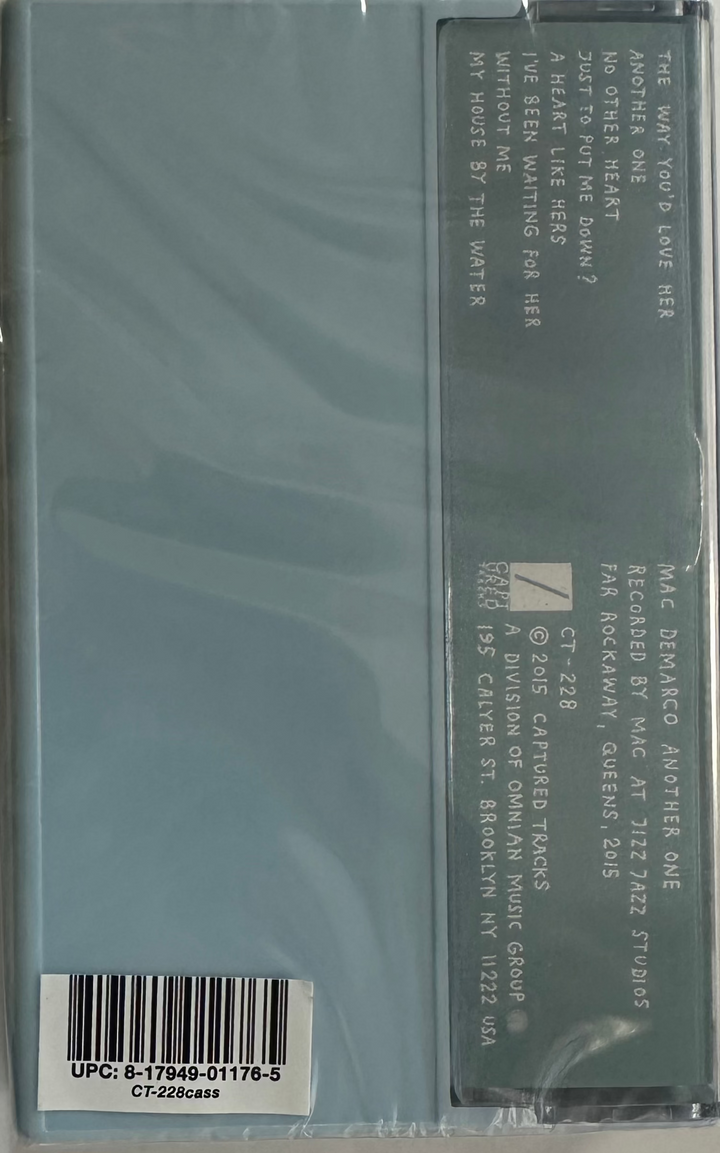 THE WAY YOU'D LOVE HER
ANOTHER ONE
NO OTHER HEART
JUST TO PUT ME DOWN?
A HEART LIKE HERS
I'VE BEEN WAITING FOR HER
WITHOUT ME
MY HOUSE BY THE WATER
MAC DEMARCO ANOTHER ONE
RECORDED BY MAC AT JIZZ JAZZ STUDIOS
FAR ROCKAWAY, QUEENS, 2015
CT-228
© 2015 CAPTURED TRACKS
A DIVISION OF OMNIAN MUSIC GROUP
195 CALYER ST. BROOKLYN NY 11222 USA
CAPT
URED
UPC: 8-17949-01176-5
CT-228cass